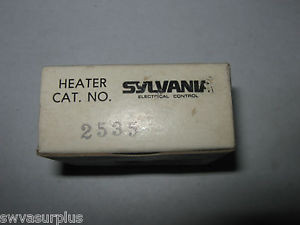 HEATER
CAT. NO.
SYLVANIA
ELECTRICAL CONTROL
2535
swvasurplus